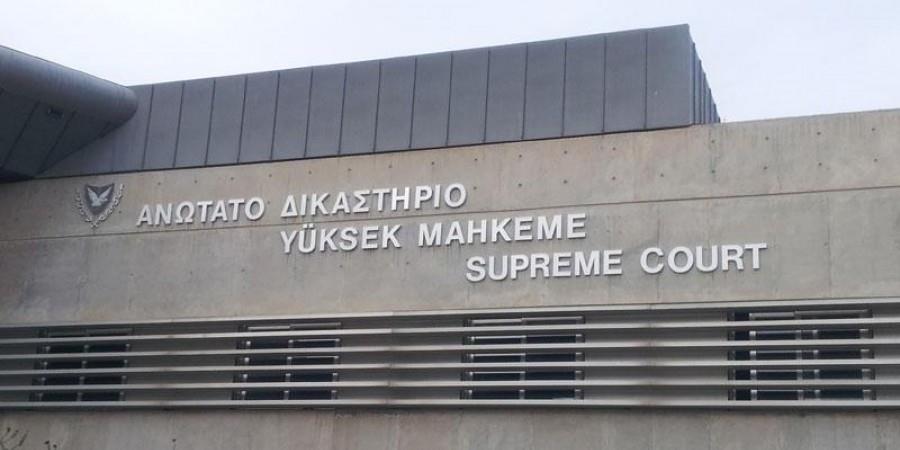 ΑΝΩΤΑΤΟ ΔΙΚΑΣΤΗΡΙΟ
YÜKSEK MAHKEME
SUPREME COURT